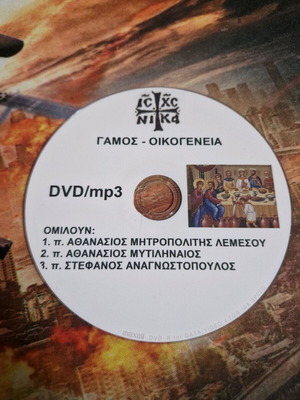 IC XC
NI KA
ΓΑΜΟΣ - ΟΙΚΟΓΕΝΕΙΑ
DVD/mp3
ΟΜΙΛΟΥΝ:
1. π. ΑΘΑΝΑΣΙΟΣ ΜΗΤΡΟΠΟΛΙΤΗΣ ΛΕΜΕΣΟΥ
2. π. ΑΘΑΝΑΣΙΟΣ ΜΥΤΙΛΗΝΑΙΟΣ
3. π. ΣΤΕΦΑΝΟΣ ΑΝΑΓΝΩΣΤΟΠΟΥΛΟΣ